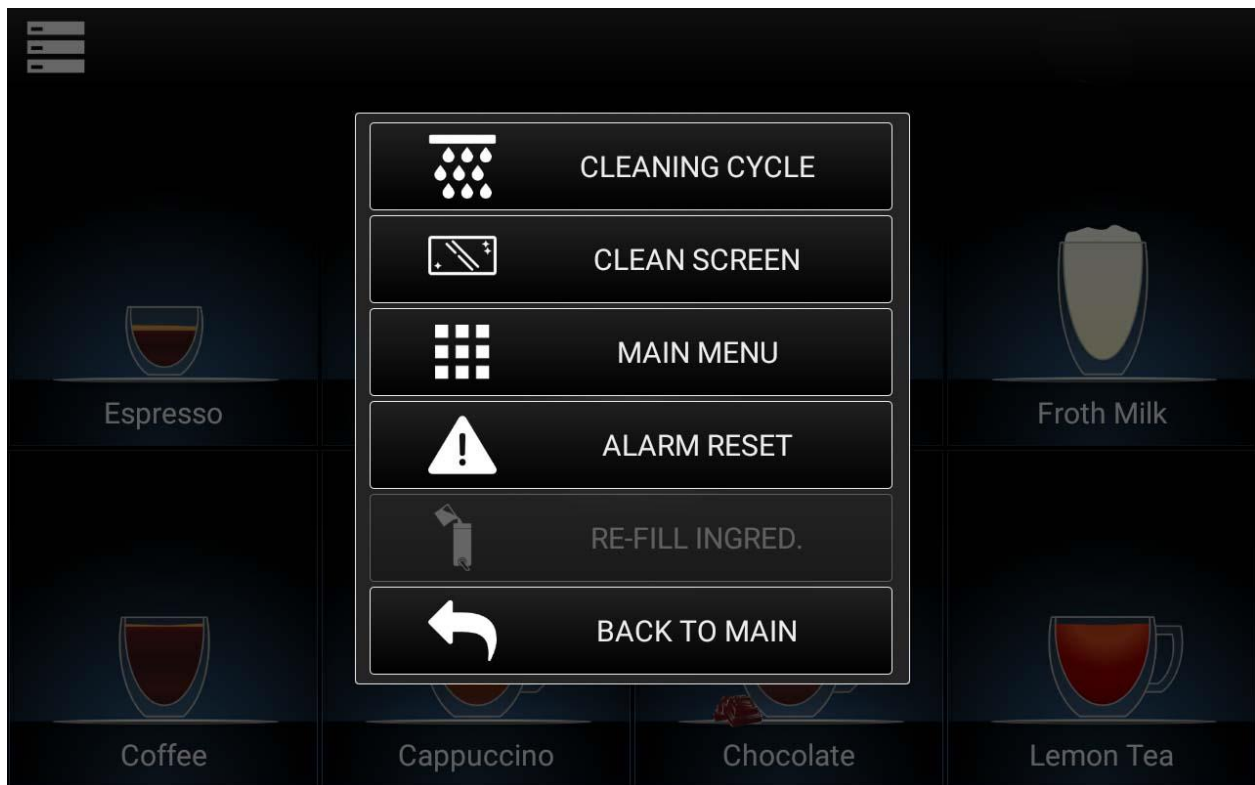 CLEANING CYCLE
CLEAN SCREEN
MAIN MENU
ALARM RESET
RE-FILL INGRED.
BACK TO MAIN
Espresso
Froth Milk
Coffee
Cappuccino
Chocolate
Lemon Tea